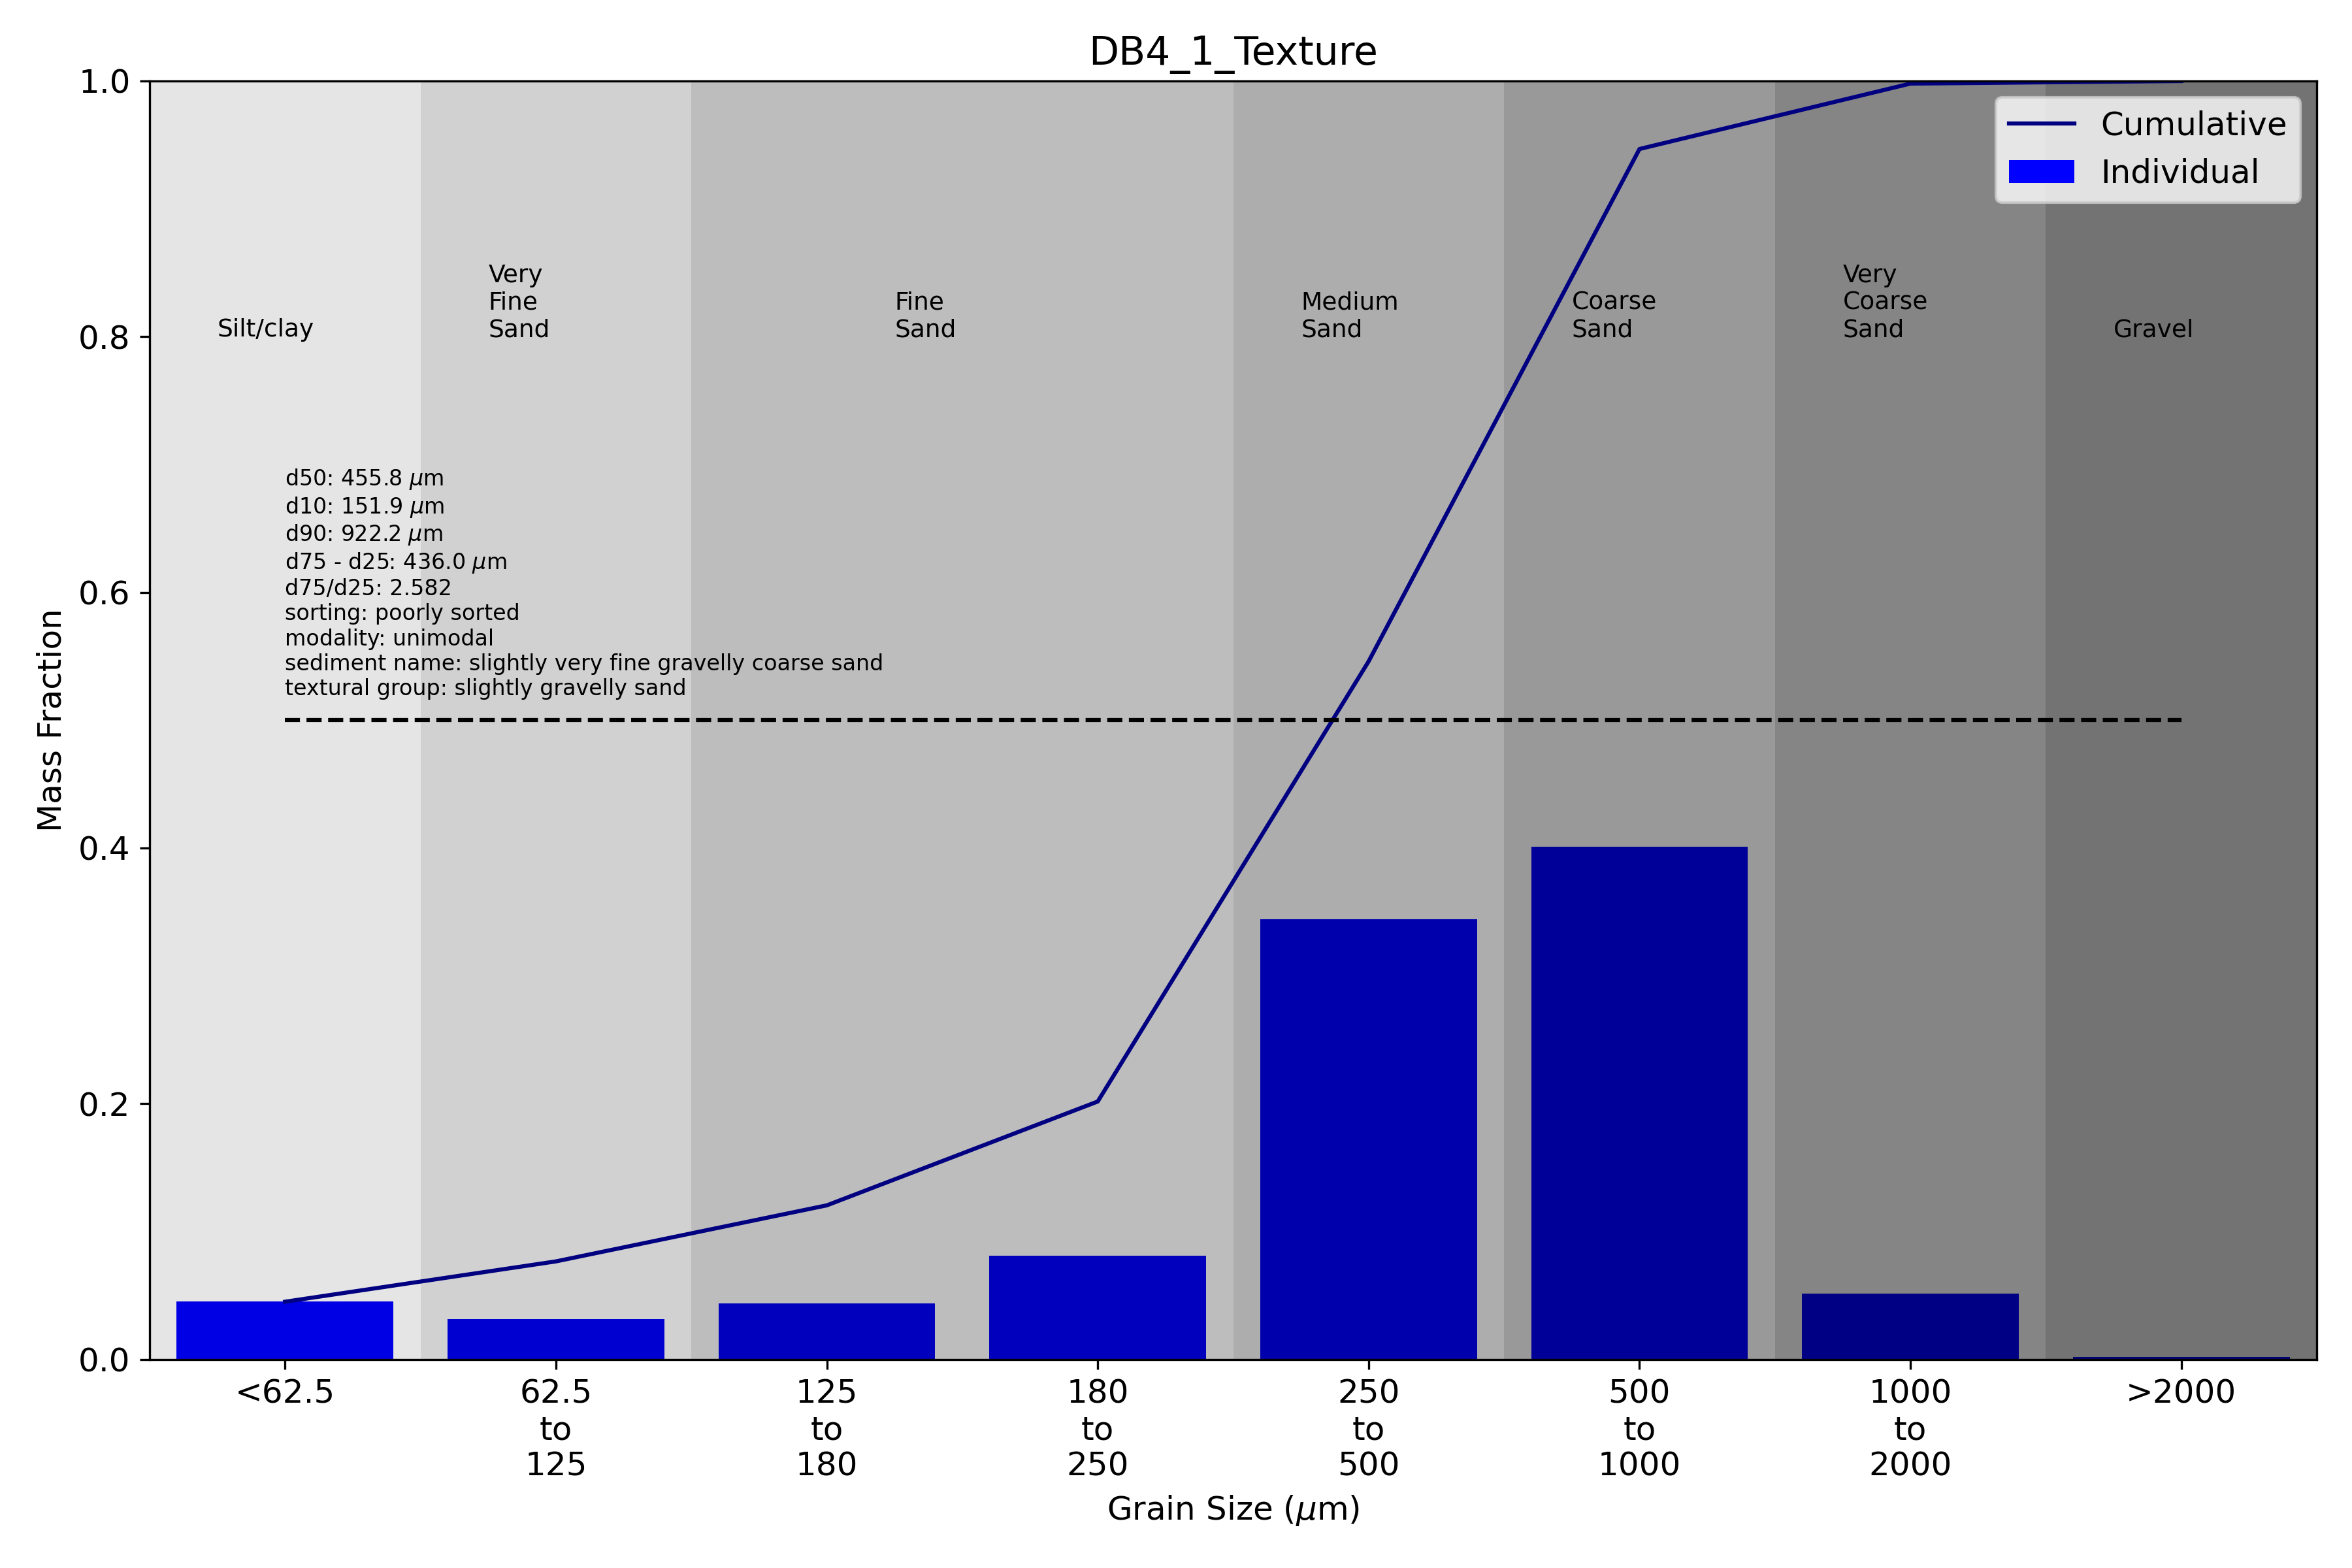 DB4_1_Texture
1.0
0.8
0.6
0.4
0.2
0.0
Mass Fraction
Cumulative
Individual
Silt/clay
Very
Fine
Sand
Fine
Sand
Medium
Sand
Coarse
Sand
Very
Coarse
Sand
Gravel
d50: 455.8 μm
d10: 151.9 μm
d90: 922.2 μm
d75 - d25: 436.0 μm
d75/d25: 2.582
sorting: poorly sorted
modality: unimodal
sediment name: slightly very fine gravelly coarse sand
textural group: slightly gravelly sand
<62.5
62.5
to
125
125
to
180
180
to
250
250
to
500
500
to
1000
1000
to
2000
>2000
Grain Size (μm)